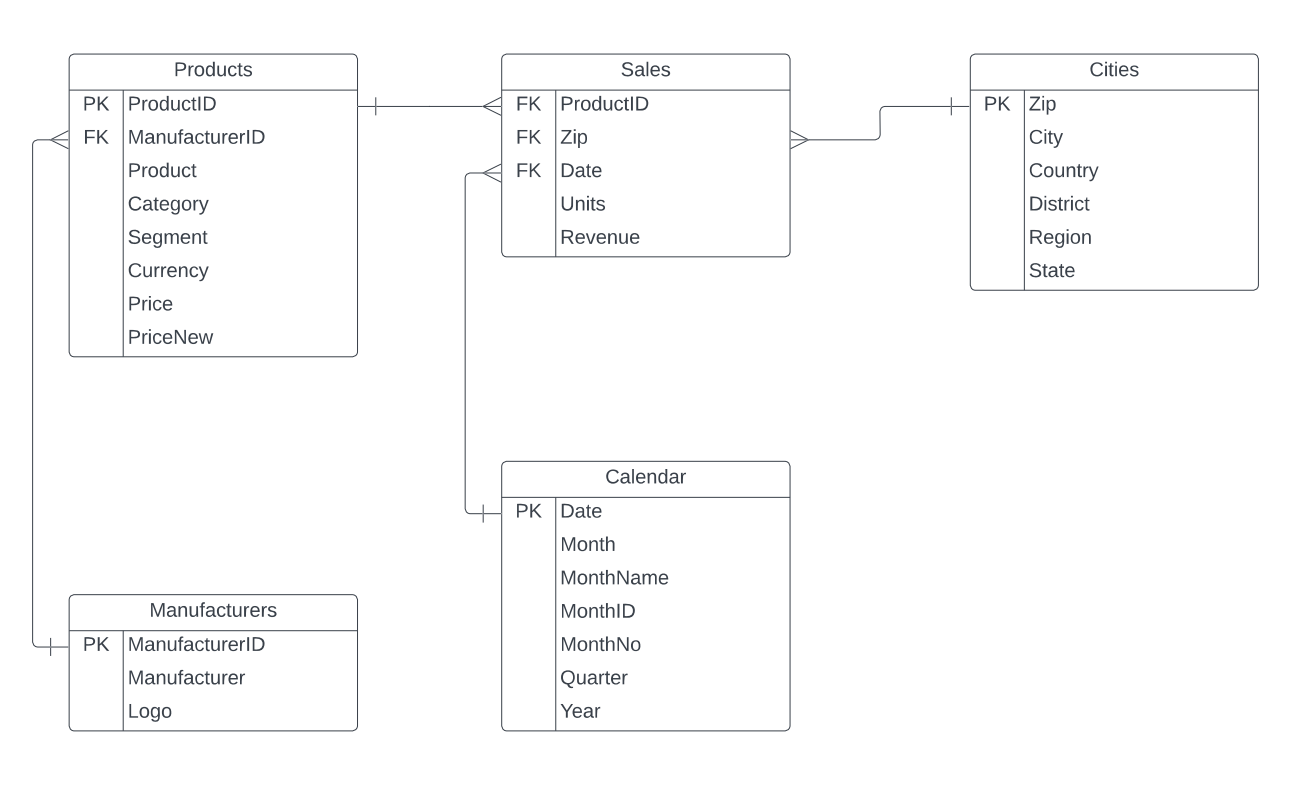 Products
PK ProductID
FK ManufacturerID
Product
Category
Segment
Currency
Price
PriceNew
Sales
FK ProductID
FK Zip
FK Date
Units
Revenue
Cities
PK Zip
City
Country
District
Region
State
Calendar
PK Date
Month
MonthName
MonthID
MonthNo
Quarter
Year
Manufacturers
PK ManufacturerID
Manufacturer
Logo